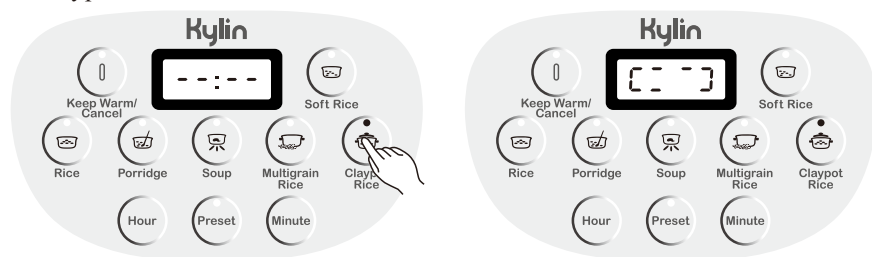 Kylin
--:--
Keep Warm/
Cancel
Soft Rice
Rice
Porridge
Soup
Multigrain
Rice
Claypot
Rice
Hour
Preset
Minute
Kylin
Keep Warm/
Cancel
Soft Rice
Rice
Porridge
Soup
Multigrain
Rice
Claypot
Rice
Hour
Preset
Minute